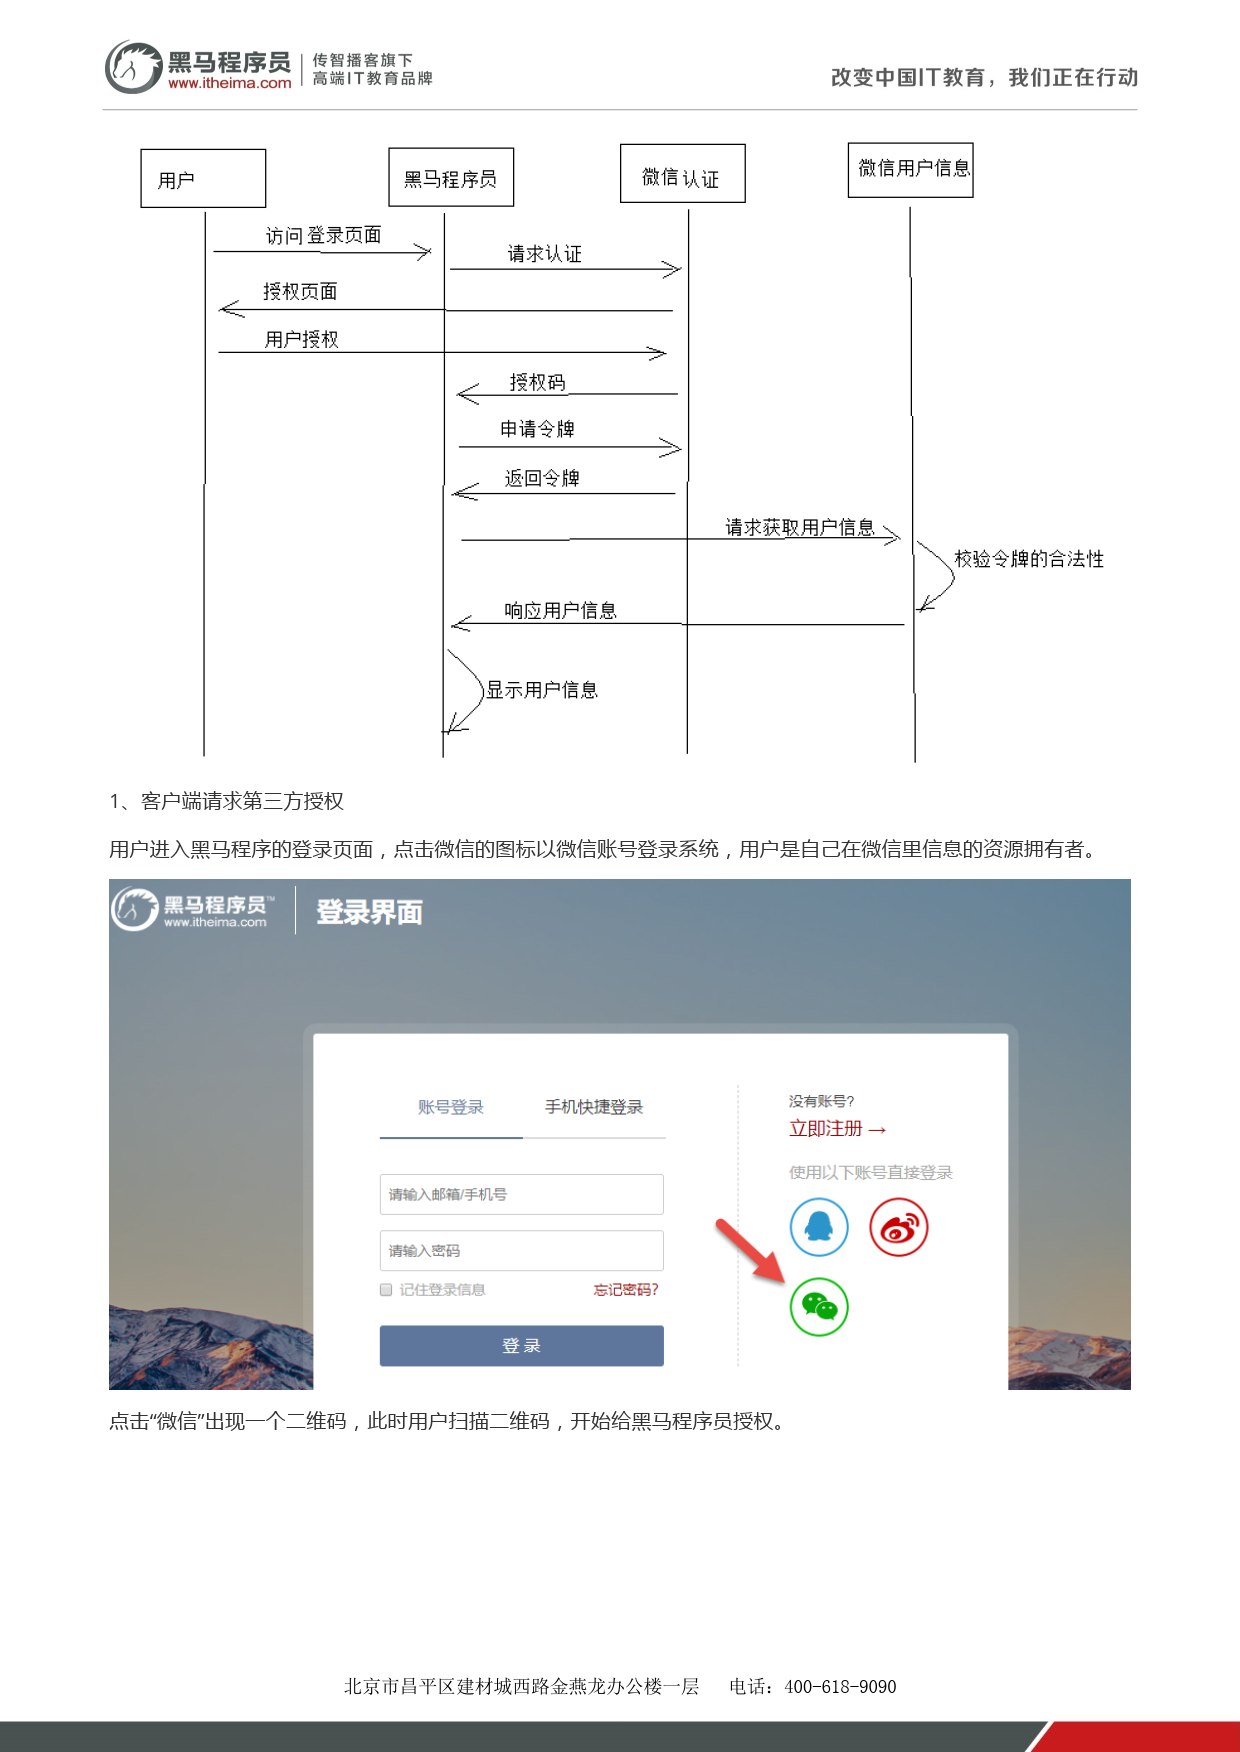 黑马程序员
www.itheima.com
传智播客旗下
高端IT教育品牌
改变中国IT教育，我们正在行动
用户
黑马程序员
微信认证
微信用户信息
访问登录页面
请求认证
授权页面
用户授权
授权码
申请令牌
返回令牌
请求获取用户信息
校验令牌的合法性
响应用户信息
显示用户信息
1、客户端请求第三方授权
用户进入黑马程序的登录页面，点击微信的图标以微信账号登录系统，用户是自己在微信里信息的资源拥有者。
黑马程序员™
www.itheima.com
登录界面
账号登录
手机快捷登录
没有账号?
立即注册 →
使用以下账号直接登录
请输入邮箱/手机号
请输入密码
记住登录信息
忘记密码?
登 录
点击“微信”出现一个二维码，此时用户扫描二维码，开始给黑马程序员授权。
北京市昌平区建材城西路金燕龙办公楼一层 电话：400-618-9090